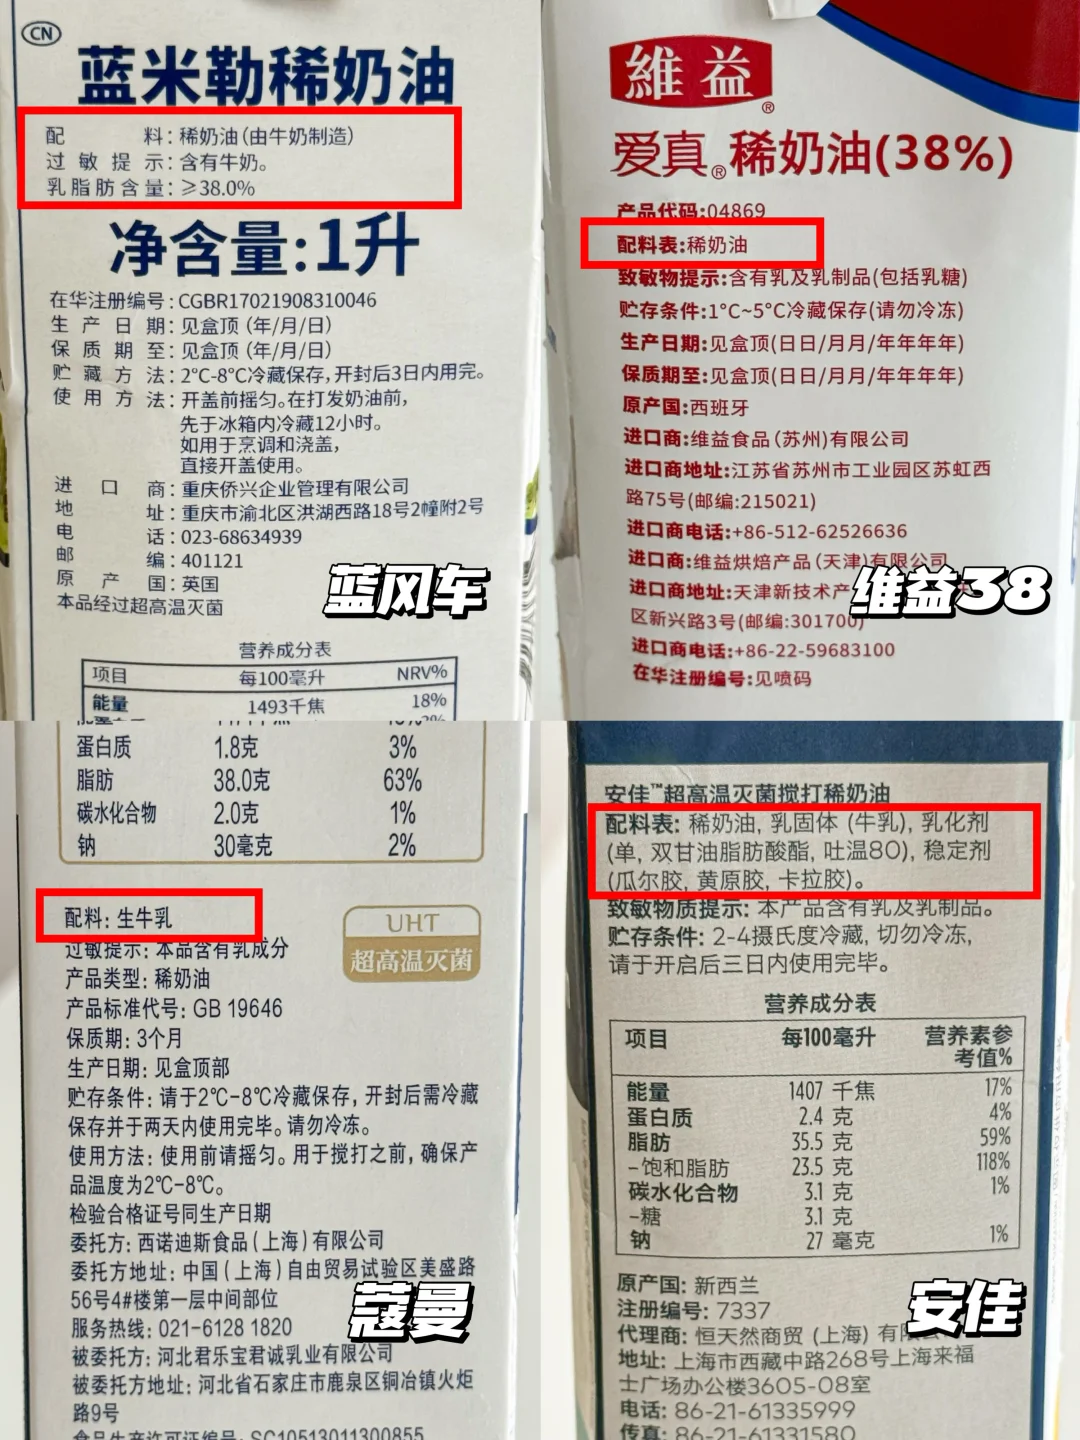 CN
蓝米勒稀奶油
配料：稀奶油（由牛奶制造）
过敏提示：含有牛奶。
乳脂肪含量：≥38.0%
净含量:1升
在华注册编号：CGBR17021908310046
生产日期：见盒顶（年/月/日）
保质期至：见盒顶（年/月/日）
贮藏方法：2°C-8°C冷藏保存，开封后3日内用完。
使用方法：开盖前摇匀。在打发奶油前，
先于冰箱内冷藏12小时。
如用于烹调和浇盖，
直接开盖使用。
进口商：重庆侨兴企业管理有限公司
地址：重庆市渝北区洪湖西路18号2幢附2号
电话：023-68634939
邮编：401121
原产国：英国
本品经过超高温灭菌
蓝风车
营养成分表
项目 每100毫升 NRV%
能量 1493千焦 18%
維益®
爱真®稀奶油(38%)
产品代码:04869
配料表:稀奶油
致敏物提示:含有乳及乳制品(包括乳糖)
贮存条件:1°C~5°C冷藏保存(请勿冷冻)
生产日期:见盒顶(日日/月月/年年年年)
保质期至:见盒顶(日日/月月/年年年年)
原产国:西班牙
进口商:维益食品(苏州)有限公司
进口商地址:江苏省苏州市工业园区苏虹西
路75号(邮编:215021)
进口商电话:+86-512-62526636
进口商:维益烘焙产品(天津)有限公司
进口商地址:天津新技术产
区新兴路3号(邮编:301700)
进口商电话:+86-22-59683100
在华注册编号:见喷码
维益38
蛋白质 1.8克 3%
脂肪 38.0克 63%
碳水化合物 2.0克 1%
钠 30毫克 2%
配料：生牛乳
过敏提示：本品含有乳成分
产品类型：稀奶油
产品标准代号：GB 19646
保质期：3个月
生产日期：见盒顶部
贮存条件：请于2℃-8℃冷藏保存，开封后需冷藏
保存并于两天内使用完毕。请勿冷冻。
使用方法：使用前请摇匀。用于搅打之前，确保产
品温度为2℃-8℃。
检验合格证号同生产日期
委托方：西诺迪斯食品（上海）有限公司
委托方地址：中国（上海）自由贸易试验区美盛路
56号4#楼第一层中间部位
服务热线：021-6128 1820
被委托方：河北君乐宝君诚乳业有限公司
被委托方地址：河北省石家庄市鹿泉区铜冶镇火炬
路9号
食品生产许可证编号：SC10513011300855
UHT
超高温灭菌
蔻曼
安佳™超高温灭菌搅打稀奶油
配料表: 稀奶油, 乳固体 (牛乳), 乳化剂
(单, 双甘油脂肪酸酯, 吐温80), 稳定剂
(瓜尔胶, 黄原胶, 卡拉胶)。
致敏物质提示: 本产品含有乳及乳制品。
贮存条件: 2-4摄氏度冷藏, 切勿冷冻,
请于开启后三日内使用完毕。
营养成分表
项目 每100毫升 营养素参
考值%
能量 1407 千焦 17%
蛋白质 2.4 克 4%
脂肪 35.5 克 59%
-饱和脂肪 23.5 克 118%
碳水化合物 3.1 克 1%
-糖 3.1 克
钠 27 毫克 1%
原产国: 新西兰
注册编号: 7337
代理商: 恒天然商贸 (上海) 有限
地址: 上海市西藏中路268号上海来福
士广场办公楼3605-08室
电话: 86-21-61335999
传真: 86-21-61331580
安佳